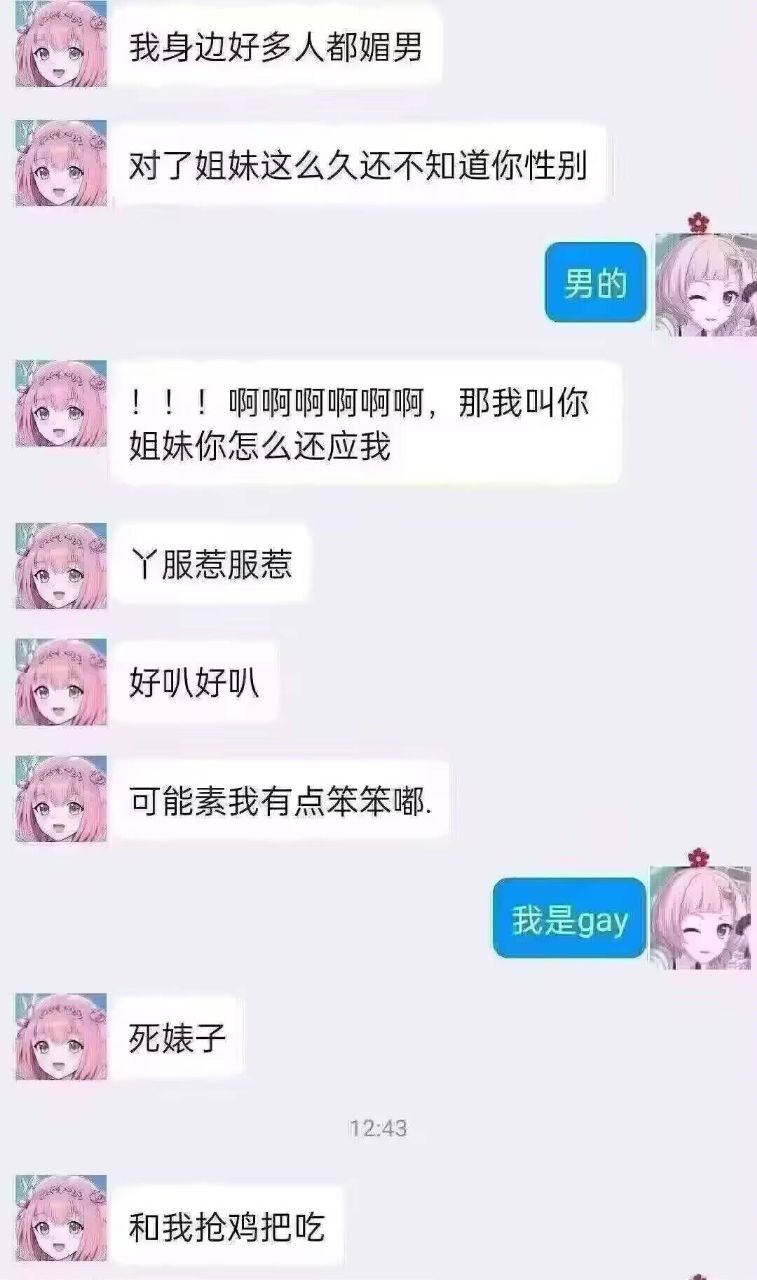 我身边好多人都媚男
对了姐妹这么久还不知道你性别
男的
！！！啊啊啊啊啊啊，那我叫你
姐妹你怎么还应我
丫服惹服惹
好叭好叭
可能素我有点笨笨嘟.
我是gay
死婊子
12:43
和我抢鸡把吃